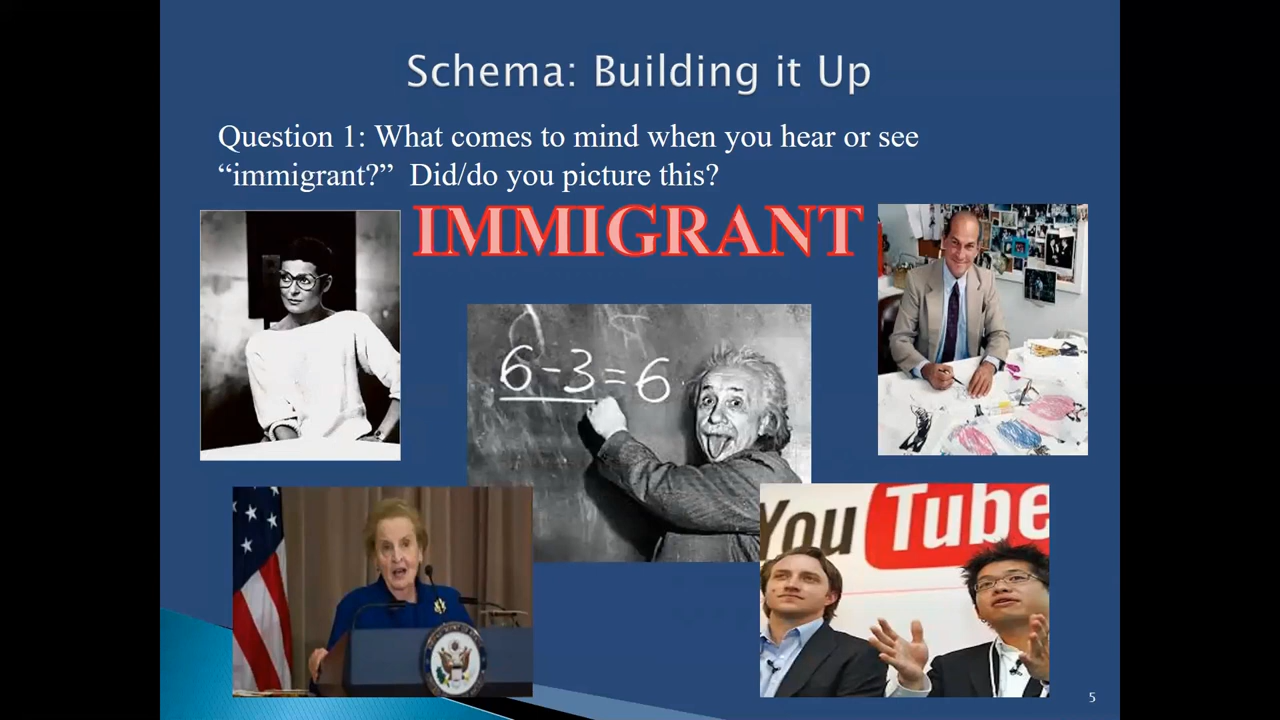 Schema: Building it Up
Question 1: What comes to mind when you hear or see
“immigrant?” Did/do you picture this?
IMMIGRANT
6-3=6
You Tube
5